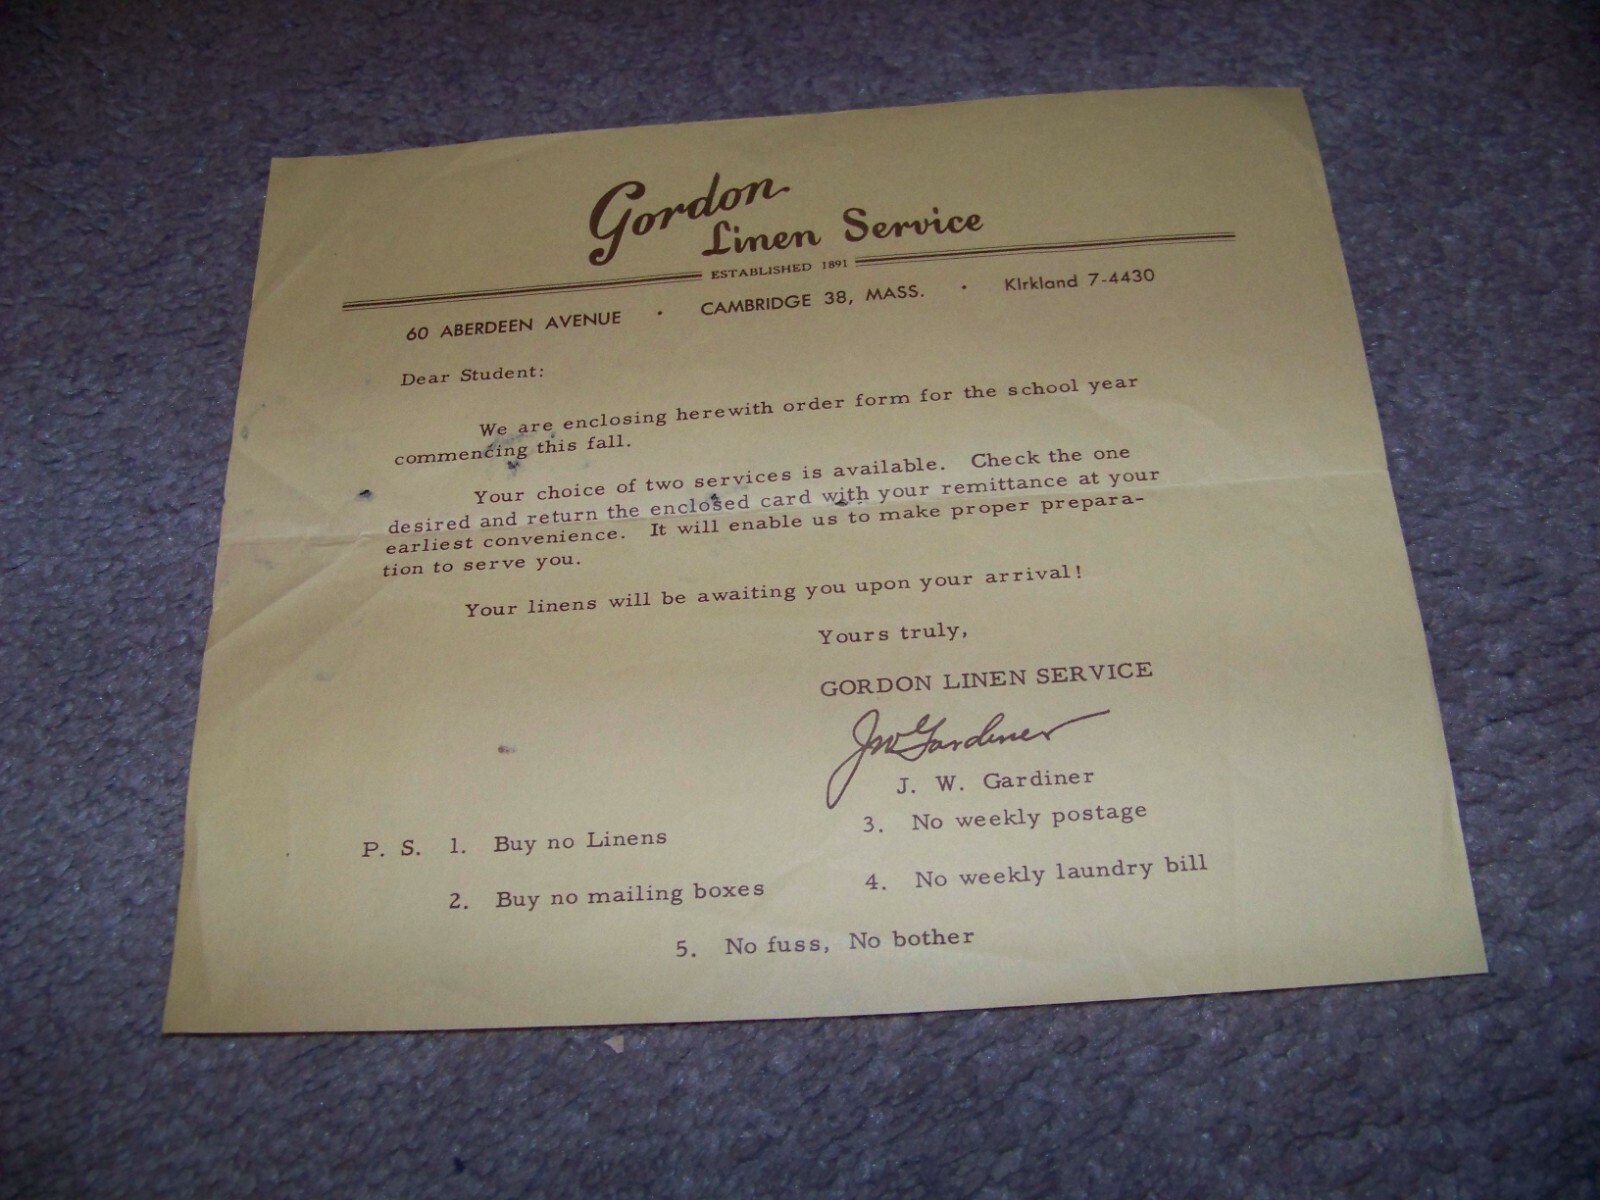 Gordon
Linen Service
ESTABLISHED 1891
60 ABERDEEN AVENUE • CAMBRIDGE 38, MASS. • KIrkland 7-4430
Dear Student:
We are enclosing herewith order form for the school year
commencing this fall.
Your choice of two services is available. Check the one
desired and return the enclosed card with your remittance at your
earliest convenience. It will enable us to make proper prepara-
tion to serve you.
Your linens will be awaiting you upon your arrival!
Yours truly,
GORDON LINEN SERVICE
JW Gardiner
J. W. Gardiner
P. S. 1. Buy no Linens
3. No weekly postage
2. Buy no mailing boxes
4. No weekly laundry bill
5. No fuss, No bother